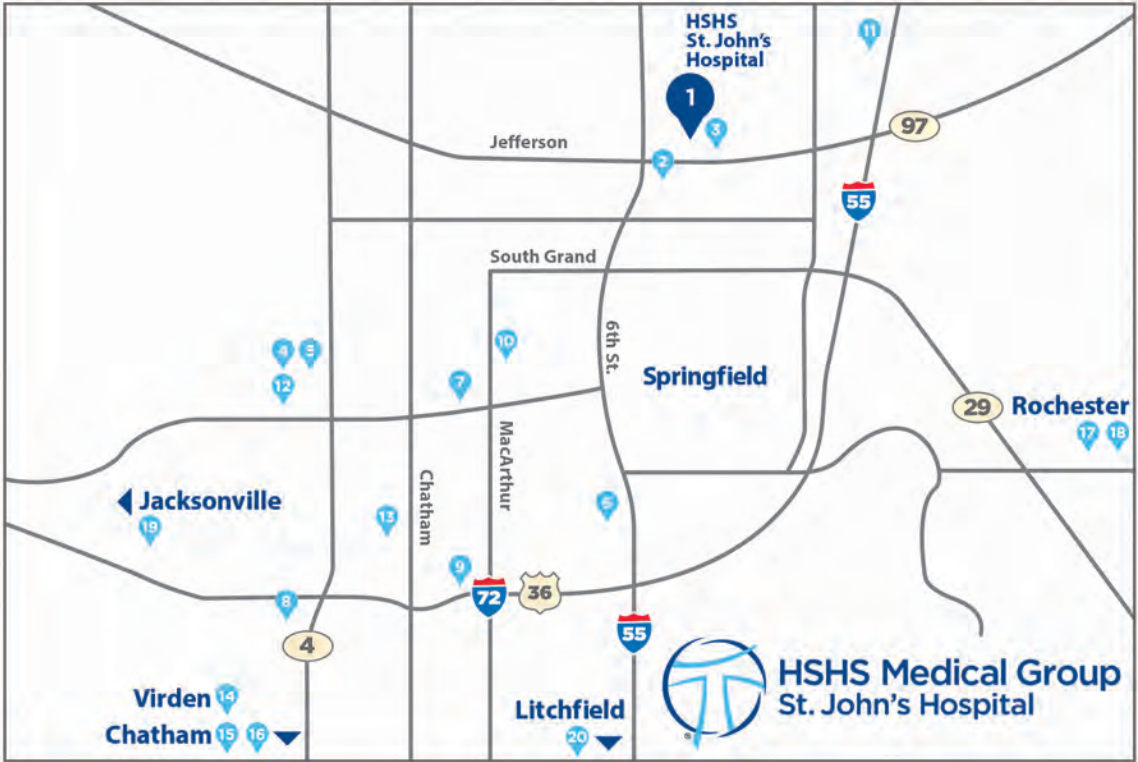 HSHS
St. John's
Hospital
11
1
3
97
Jefferson
2
55
South Grand
6th St.
10
4 5
Springfield
12
7
29
Rochester
17 18
MacArthur
Chatham
Jacksonville
19
13
6
9
72
36
8
55
4
HSHS Medical Group
St. John's Hospital
Virden 14
Litchfield
Chatham 15 16
20
®